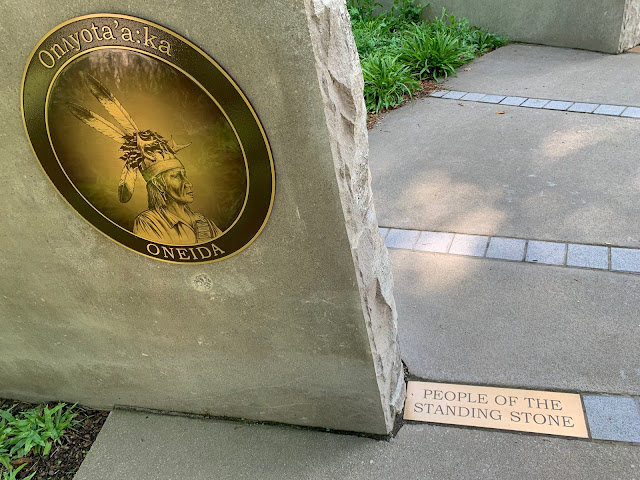 Onʌyota'a:ka
ONEIDA
PEOPLE OF THE
STANDING STONE